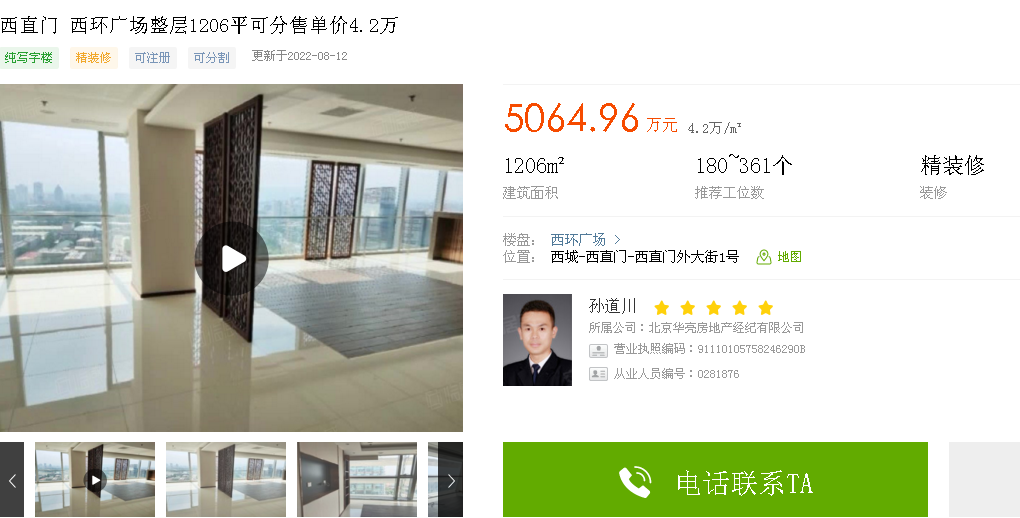 西直门 西环广场整层1206平可分售单价4.2万
纯写字楼 精装修 可注册 可分割 更新于2022-08-12
5064.96 万元 4.2万/㎡
1206m² 180~361个 精装修
建筑面积 推荐工位数 装修
楼盘： 西环广场
位置： 西城-西直门-西直门外大街1号 地图
孙道川
所属公司：北京华亮房地产经纪有限公司
营业执照编码：91110105758246290B
从业人员编号：0281876
电话联系TA